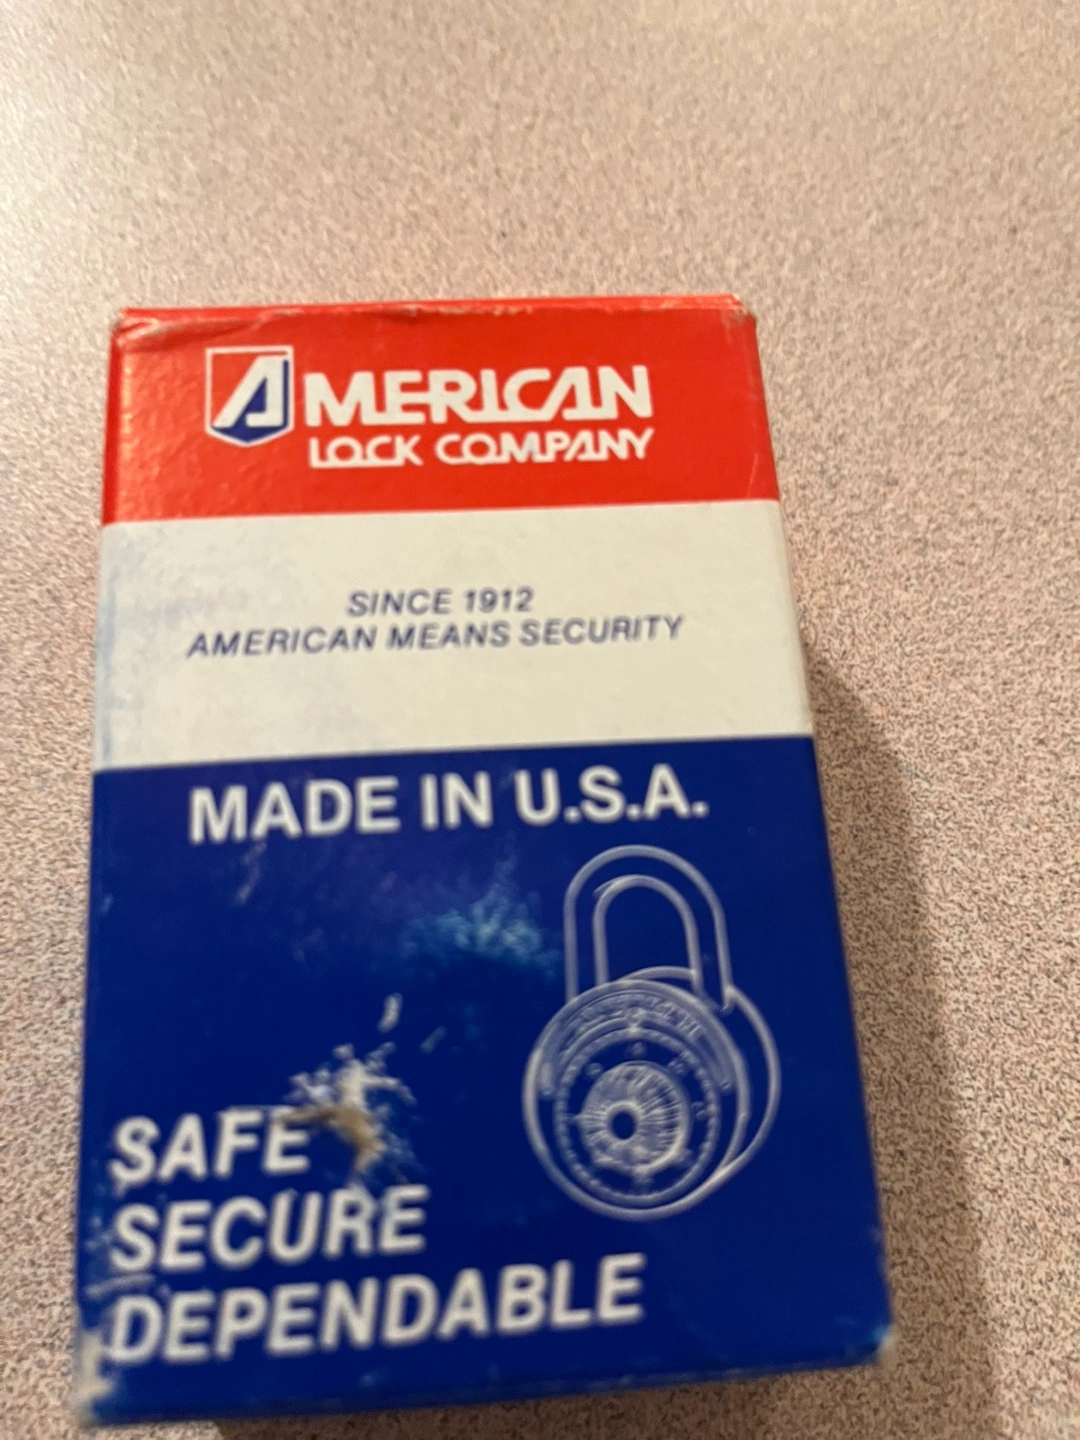 AMERICAN
LOCK COMPANY
SINCE 1912
AMERICAN MEANS SECURITY
MADE IN U.S.A.
SAFE
SECURE
DEPENDABLE